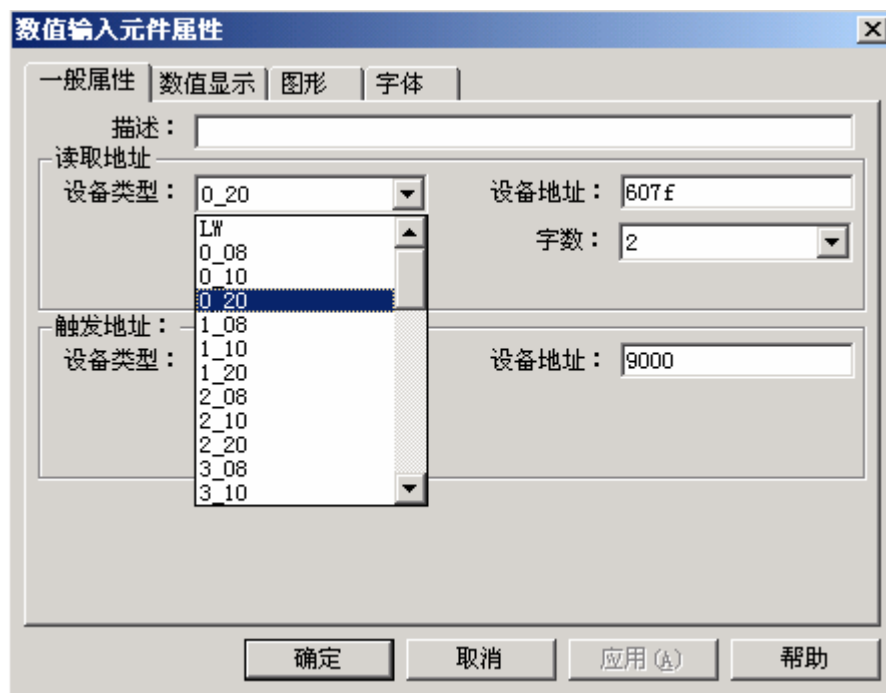 数值输入元件属性
一般属性 数值显示 图形 字体
描述：
读取地址
设备类型： 0_20 设备地址： 607f
LW
字数： 2
0_08
0_10
0_20
触发地址：
1_08
设备类型： 设备地址： 9000
1_10
1_20
2_08
2_10
2_20
3_08
3_10
确定 取消 应用(A) 帮助